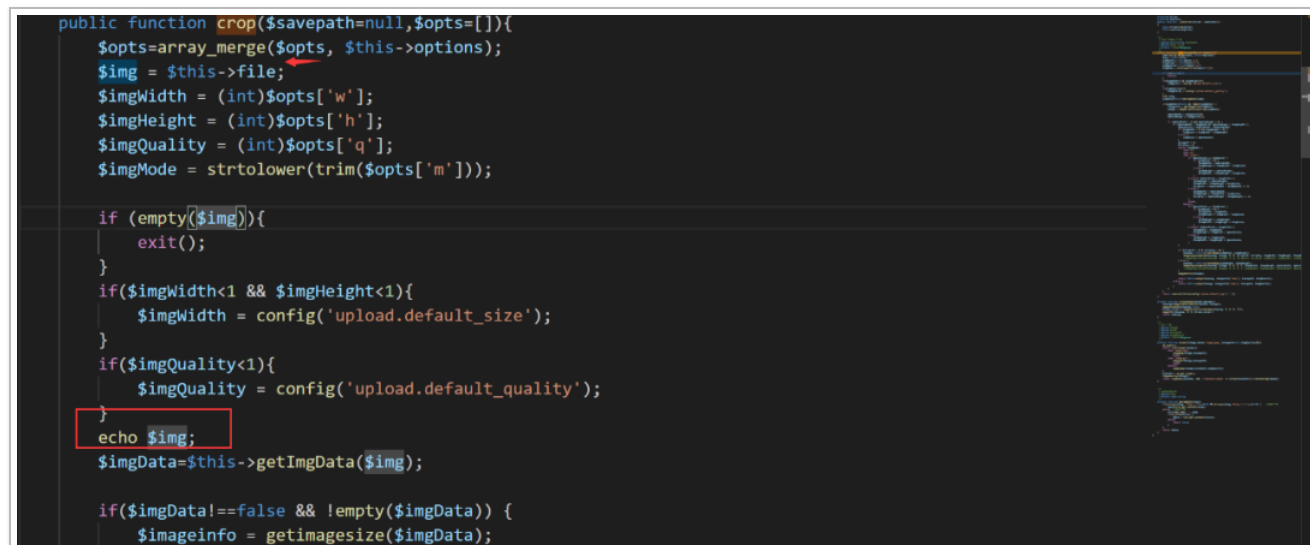 public function crop($savepath=null,$opts=[]){
$opts=array_merge($opts, $this->options);
$img = $this->file;
$imgWidth = (int)$opts['w'];
$imgHeight = (int)$opts['h'];
$imgQuality = (int)$opts['q'];
$imgMode = strtolower(trim($opts['m']));
if (empty($img)){
exit();
}
if($imgWidth<1 && $imgHeight<1){
$imgWidth = config('upload.default_size');
}
if($imgQuality<1){
$imgQuality = config('upload.default_quality');
}
echo $img;
$imgData=$this->getImgData($img);
if($imgData!==false && !empty($imgData)) {
$imageinfo = getimagesize($imgData);